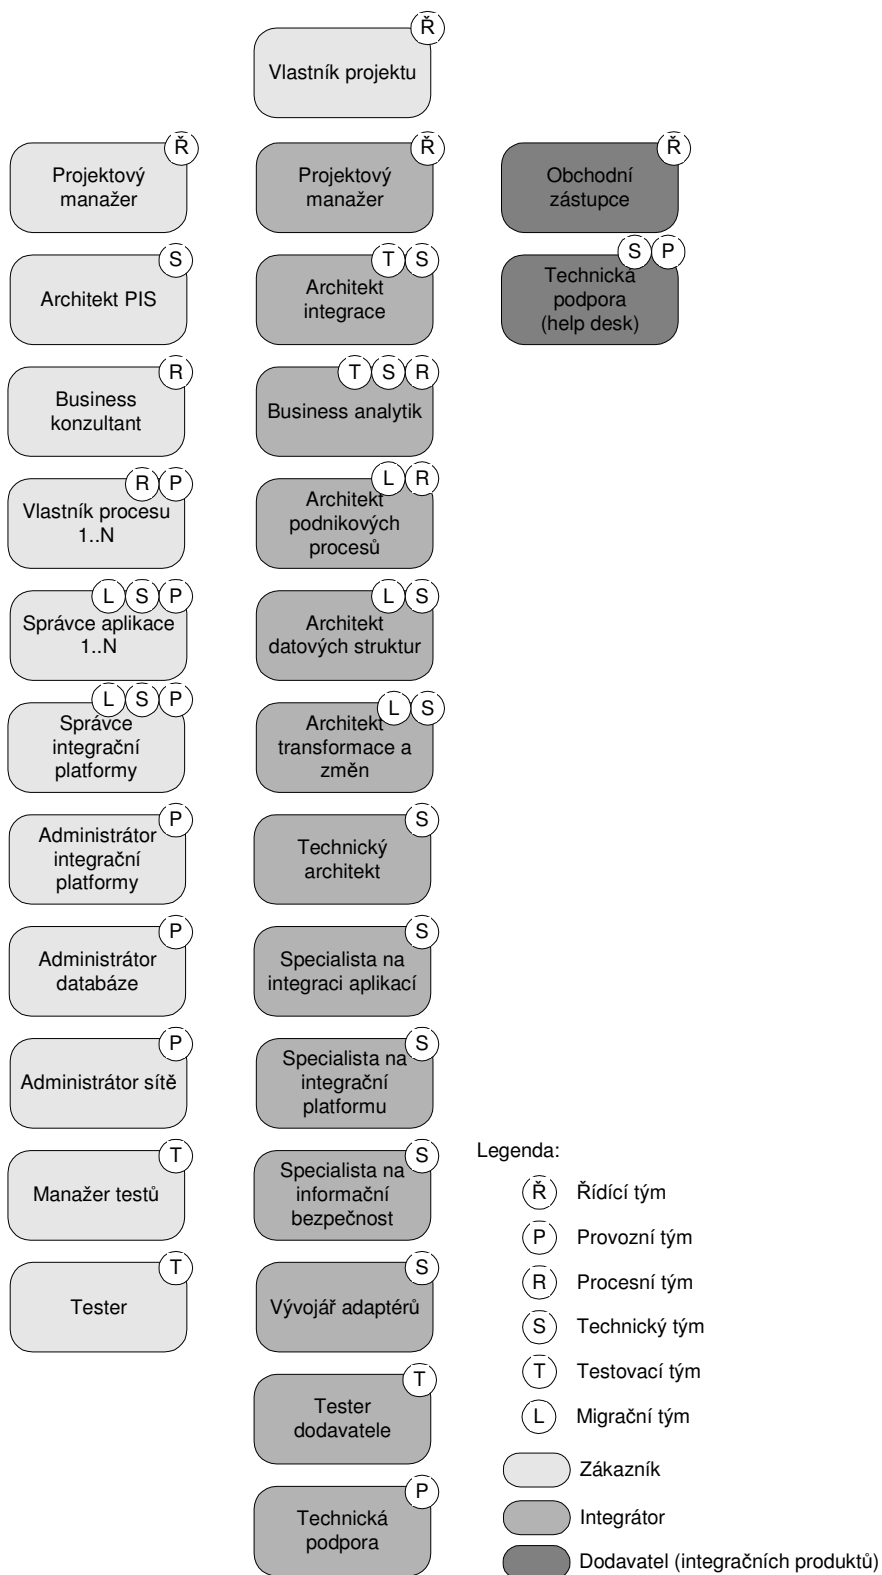 Ř
Vlastník projektu
Ř
Projektový
manažer
Ř
Projektový
manažer
Ř
Obchodní
zástupce
S
Architekt PIS
T S
Architekt
integrace
S P
Technická
podpora
(help desk)
R
Business
konzultant
T S R
Business analytik
R P
Vlastník procesu
1..N
L R
Architekt
podnikových
procesů
L S P
Správce aplikace
1..N
L S
Architekt
datových struktur
L S P
Správce
integrační
platformy
L S
Architekt
transformace a
změn
P
Administrátor
integrační
platformy
S
Technický
architekt
P
Administrátor
databáze
S
Specialista na
integraci aplikací
P
Administrátor sítě
S
Specialista na
integrační
platformu
T
Manažer testů
S
Specialista na
informační
bezpečnost
T
Tester
S
Vývojář adaptérů
T
Tester
dodavatele
P
Technická
podpora
Legenda:
Ř Řídící tým
P Provozní tým
R Procesní tým
S Technický tým
T Testovací tým
L Migrační tým
Zákazník
Integrátor
Dodavatel (integračních produktů)